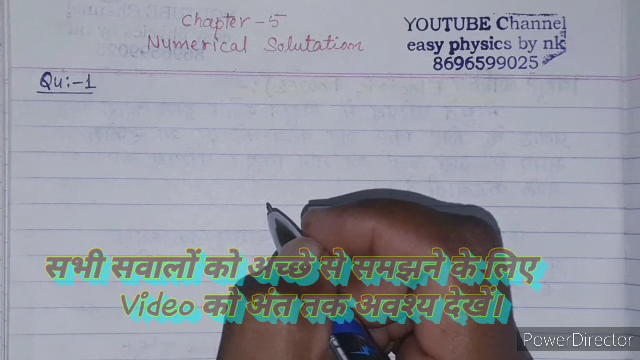 Chapter -5
Numerical Solutation
YOUTUBE Channel
easy physics by nk
8696599025
Qu:-1
सभी सवालों को अच्छे से समझने के लिए
Video को अंत तक अवश्य देखें।
PowerDirector